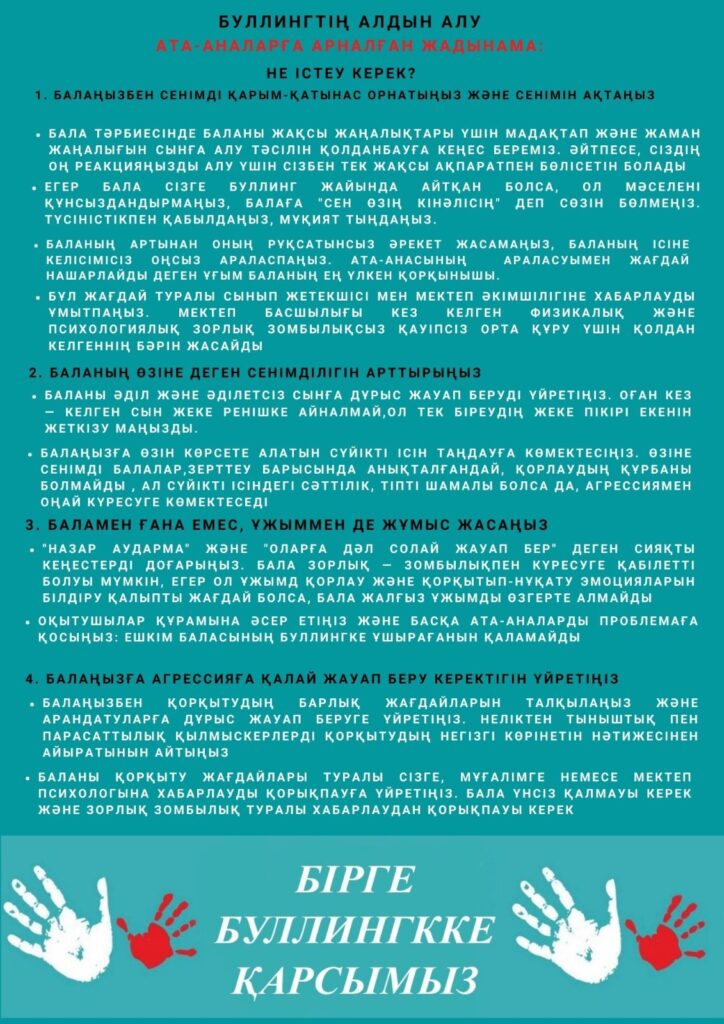 БУЛЛИНГТІҢ АЛДЫН АЛУ
АТА-АНАЛАРҒА АРНАЛҒАН ЖАДЫНАМА:
НЕ ІСТЕУ КЕРЕК?
1. БАЛАҢЫЗБЕН СЕНІМДІ ҚАРЫМ-ҚАТЫНАС ОРНАТЫҢЫЗ ЖӘНЕ СЕНІМІН АҚТАҢЫЗ
• БАЛА ТӘРБИЕСІНДЕ БАЛАНЫ ЖАҚСЫ ЖАҢАЛЫҚТАРЫ ҮШІН МАДАҚТАП ЖӘНЕ ЖАМАН
ЖАҢАЛЫҒЫН СЫНҒА АЛУ ТӘСІЛІН ҚОЛДАНБАУҒА КЕҢЕС БЕРЕМІЗ. ӘЙТПЕСЕ, СІЗДІҢ
ОҢ РЕАКЦИЯҢЫЗДЫ АЛУ ҮШІН СІЗБЕН ТЕК ЖАҚСЫ АҚПАРАТПЕН БӨЛІСЕТІН БОЛАДЫ
• ЕГЕР БАЛА СІЗГЕ БУЛЛИНГ ЖАЙЫНДА АЙТҚАН БОЛСА, ОЛ МӘСЕЛЕНІ
ҚҰНСЫЗДАНДЫРМАҢЫЗ, БАЛАҒА "СЕН ӨЗІҢ КІНӘЛІСІҢ" ДЕП СӨЗІН БӨЛМЕҢІЗ.
ТҮСІНІСТІКПЕН ҚАБЫЛДАҢЫЗ, МҰҚИЯТ ТЫҢДАҢЫЗ.
• БАЛАНЫҢ АРТЫНАН ОНЫҢ РҰҚСАТЫНСЫЗ ӘРЕКЕТ ЖАСАМАҢЫЗ, БАЛАНЫҢ ІСІНЕ
КЕЛІСІМІСІЗ ОҢСЫЗ АРАЛАСПАҢЫЗ. АТА-АНАСЫНЫҢ АРАЛАСУЫМЕН ЖАҒДАЙ
НАШАРЛАЙДЫ ДЕГЕН ҰҒЫМ БАЛАНЫҢ ЕҢ ҮЛКЕН ҚОРҚЫНЫШЫ.
• БҰЛ ЖАҒДАЙ ТУРАЛЫ СЫНЫП ЖЕТЕКШІСІ МЕН МЕКТЕП ӘКІМШІЛІГІНЕ ХАБАРЛАУДЫ
ҰМЫТПАҢЫЗ. МЕКТЕП БАСШЫЛЫҒЫ КЕЗ КЕЛГЕН ФИЗИКАЛЫҚ ЖӘНЕ
ПСИХОЛОГИЯЛЫҚ ЗОРЛЫҚ ЗОМБЫЛЫҚСЫЗ ҚАУІПСІЗ ОРТА ҚҰРУ ҮШІН ҚОЛДАН
КЕЛГЕННІҢ БӘРІН ЖАСАЙДЫ
2. БАЛАНЫҢ ӨЗІНЕ ДЕГЕН СЕНІМДІЛІГІН АРТТЫРЫҢЫЗ
• БАЛАНЫ ӘДІЛ ЖӘНЕ ӘДІЛЕТСІЗ СЫНҒА ДҰРЫС ЖАУАП БЕРУДІ ҮЙРЕТІҢІЗ. ОҒАН КЕЗ
— КЕЛГЕН СЫН ЖЕКЕ РЕНІШКЕ АЙНАЛМАЙ,ОЛ ТЕК БІРЕУДІҢ ЖЕКЕ ПІКІРІ ЕКЕНІН
ЖЕТКІЗУ МАҢЫЗДЫ.
• БАЛАҢЫЗҒА ӨЗІН КӨРСЕТЕ АЛАТЫН СҮЙІКТІ ІСІН ТАҢДАУҒА КӨМЕКТЕСІҢІЗ. ӨЗІНЕ
СЕНІМДІ БАЛАЛАР,ЗЕРТТЕУ БАРЫСЫНДА АНЫҚТАЛҒАНДАЙ, ҚОРЛАУДЫҢ ҚҰРБАНЫ
БОЛМАЙДЫ , АЛ СҮЙІКТІ ІСІНДЕГІ СӘТТІЛІК, ТІПТІ ШАМАЛЫ БОЛСА ДА, АГРЕССИЯМЕН
ОҢАЙ КҮРЕСУГЕ КӨМЕКТЕСЕДІ
3. БАЛАМЕН ҒАНА ЕМЕС, ҰЖЫММЕН ДЕ ЖҰМЫС ЖАСАҢЫЗ
• "НАЗАР АУДАРМА" ЖӘНЕ "ОЛАРҒА ДӘЛ СОЛАЙ ЖАУАП БЕР" ДЕГЕН СИЯҚТЫ
КЕҢЕСТЕРДІ ДОҒАРЫҢЫЗ. БАЛА ЗОРЛЫҚ — ЗОМБЫЛЫҚПЕН КҮРЕСУГЕ ҚАБІЛЕТТІ
БОЛУЫ МҮМКІН, ЕГЕР ОЛ ҰЖЫМД ҚОРЛАУ ЖӘНЕ ҚОРҚЫТЫП-НҰҚАТУ ЭМОЦИЯЛАРЫН
БІЛДІРУ ҚАЛЫПТЫ ЖАҒДАЙ БОЛСА, БАЛА ЖАЛҒЫЗ ҰЖЫМДЫ ӨЗГЕРТЕ АЛМАЙДЫ
• ОҚЫТУШЫЛАР ҚҰРАМЫНА ӘСЕР ЕТІҢІЗ ЖӘНЕ БАСҚА АТА-АНАЛАРДЫ ПРОБЛЕМАҒА
ҚОСЫҢЫЗ: ЕШКІМ БАЛАСЫНЫҢ БУЛЛИНГКЕ ҰШЫРАҒАНЫН ҚАЛАМАЙДЫ
4. БАЛАҢЫЗҒА АГРЕССИЯҒА ҚАЛАЙ ЖАУАП БЕРУ КЕРЕКТІГІН ҮЙРЕТІҢІЗ
• БАЛАҢЫЗБЕН ҚОРҚЫТУДЫҢ БАРЛЫҚ ЖАҒДАЙЛАРЫН ТАЛҚЫЛАҢЫЗ ЖӘНЕ
АРАНДАТУЛАРҒА ДҰРЫС ЖАУАП БЕРУГЕ ҮЙРЕТІҢІЗ. НЕЛІКТЕН ТЫНЫШТЫҚ ПЕН
ПАРАСАТТЫЛЫҚ ҚЫЛМЫСКЕРЛЕРДІ ҚОРҚЫТУДЫҢ НЕГІЗГІ КӨРІНЕТІН НӘТИЖЕСІНЕН
АЙЫРАТЫНЫН АЙТЫҢЫЗ
• БАЛАНЫ ҚОРҚЫТУ ЖАҒДАЙЛАРЫ ТУРАЛЫ СІЗГЕ, МҰҒАЛІМГЕ НЕМЕСЕ МЕКТЕП
ПСИХОЛОГЫНА ХАБАРЛАУДЫ ҚОРЫҚПАУҒА ҮЙРЕТІҢІЗ. БАЛА ҮНСІЗ ҚАЛМАУЫ КЕРЕК
ЖӘНЕ ЗОРЛЫҚ ЗОМБЫЛЫҚ ТУРАЛЫ ХАБАРЛАУДАН ҚОРЫҚПАУЫ КЕРЕК
БІРГЕ
БУЛЛИНГККЕ
ҚАРСЫМЫЗ